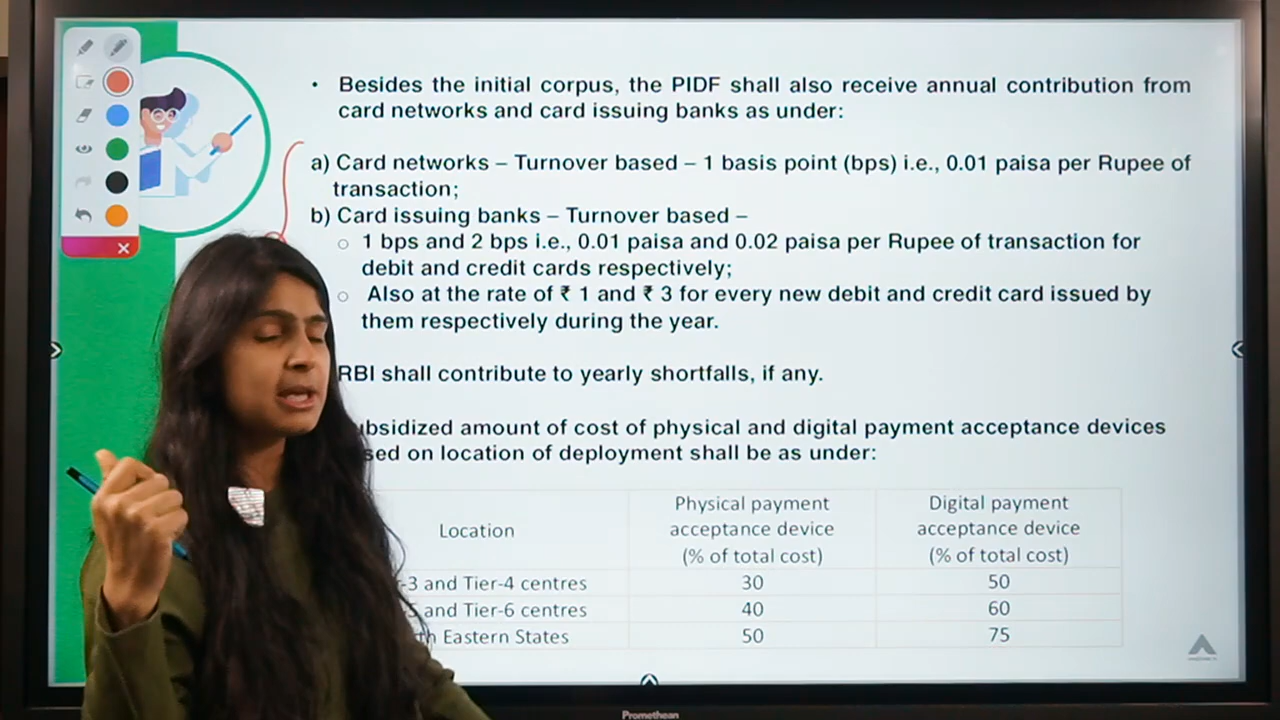 • Besides the initial corpus, the PIDF shall also receive annual contribution from
card networks and card issuing banks as under:
a) Card networks – Turnover based – 1 basis point (bps) i.e., 0.01 paisa per Rupee of
transaction;
b) Card issuing banks – Turnover based –
○ 1 bps and 2 bps i.e., 0.01 paisa and 0.02 paisa per Rupee of transaction for
debit and credit cards respectively;
○ Also at the rate of ₹ 1 and ₹ 3 for every new debit and credit card issued by
them respectively during the year.
RBI shall contribute to yearly shortfalls, if any.
amount of cost of physical and digital payment acceptance devices
on location of deployment shall be as under:
Location
Physical payment
acceptance device
(% of total cost)
Digital payment
acceptance device
(% of total cost)
-3 and Tier-4 centres 30 50
and Tier-6 centres 40 60
Eastern States 50 75
Promethean